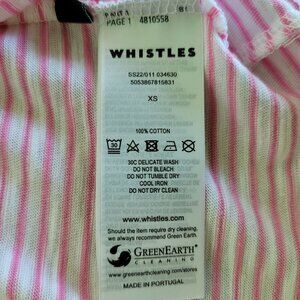 PAGE 1 4810558
WHISTLES
SS22/011 034630
5053867815831
XS
100% COTTON
30
30C DELICATE WASH
DO NOT BLEACH
DO NOT TUMBLE DRY
COOL IRON
DO NOT DRY CLEAN
www.whistles.com
Should the item require dry cleaning,
we always recommend Green Earth.
GREENEARTH®
CLEANING
www.greenearthcleaning.com/stores
MADE IN PORTUGAL